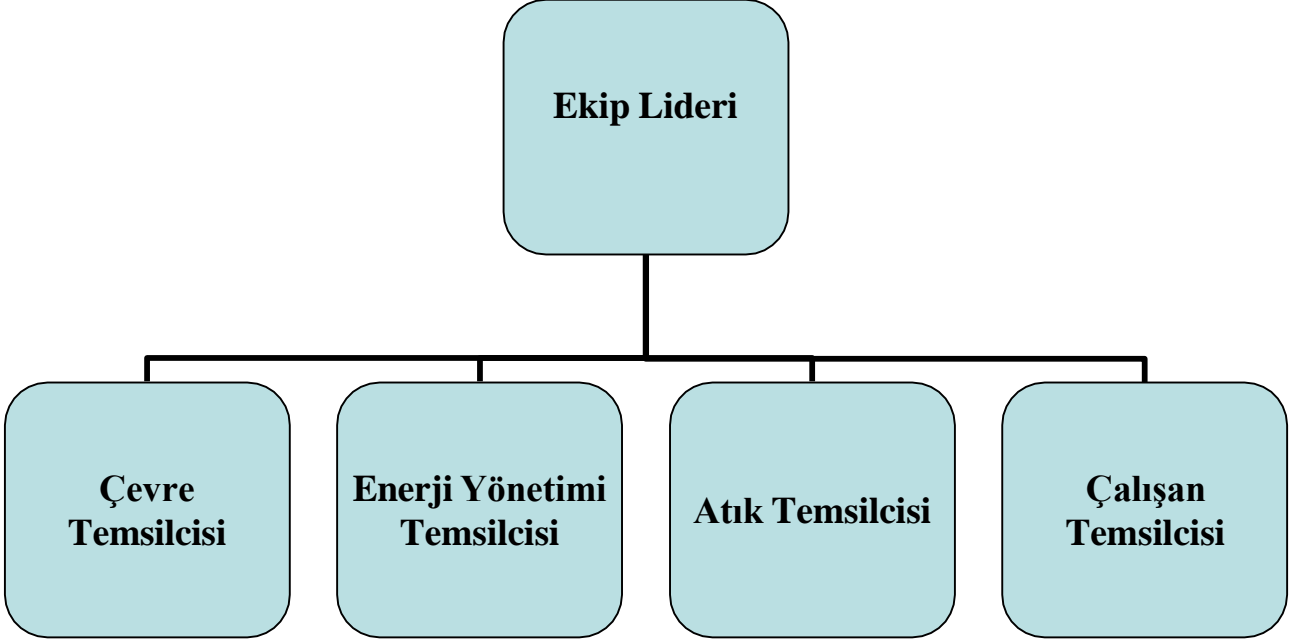 Ekip Lideri
Çevre
Temsilcisi
Enerji Yönetimi
Temsilcisi
Atık Temsilcisi
Çalışan
Temsilcisi